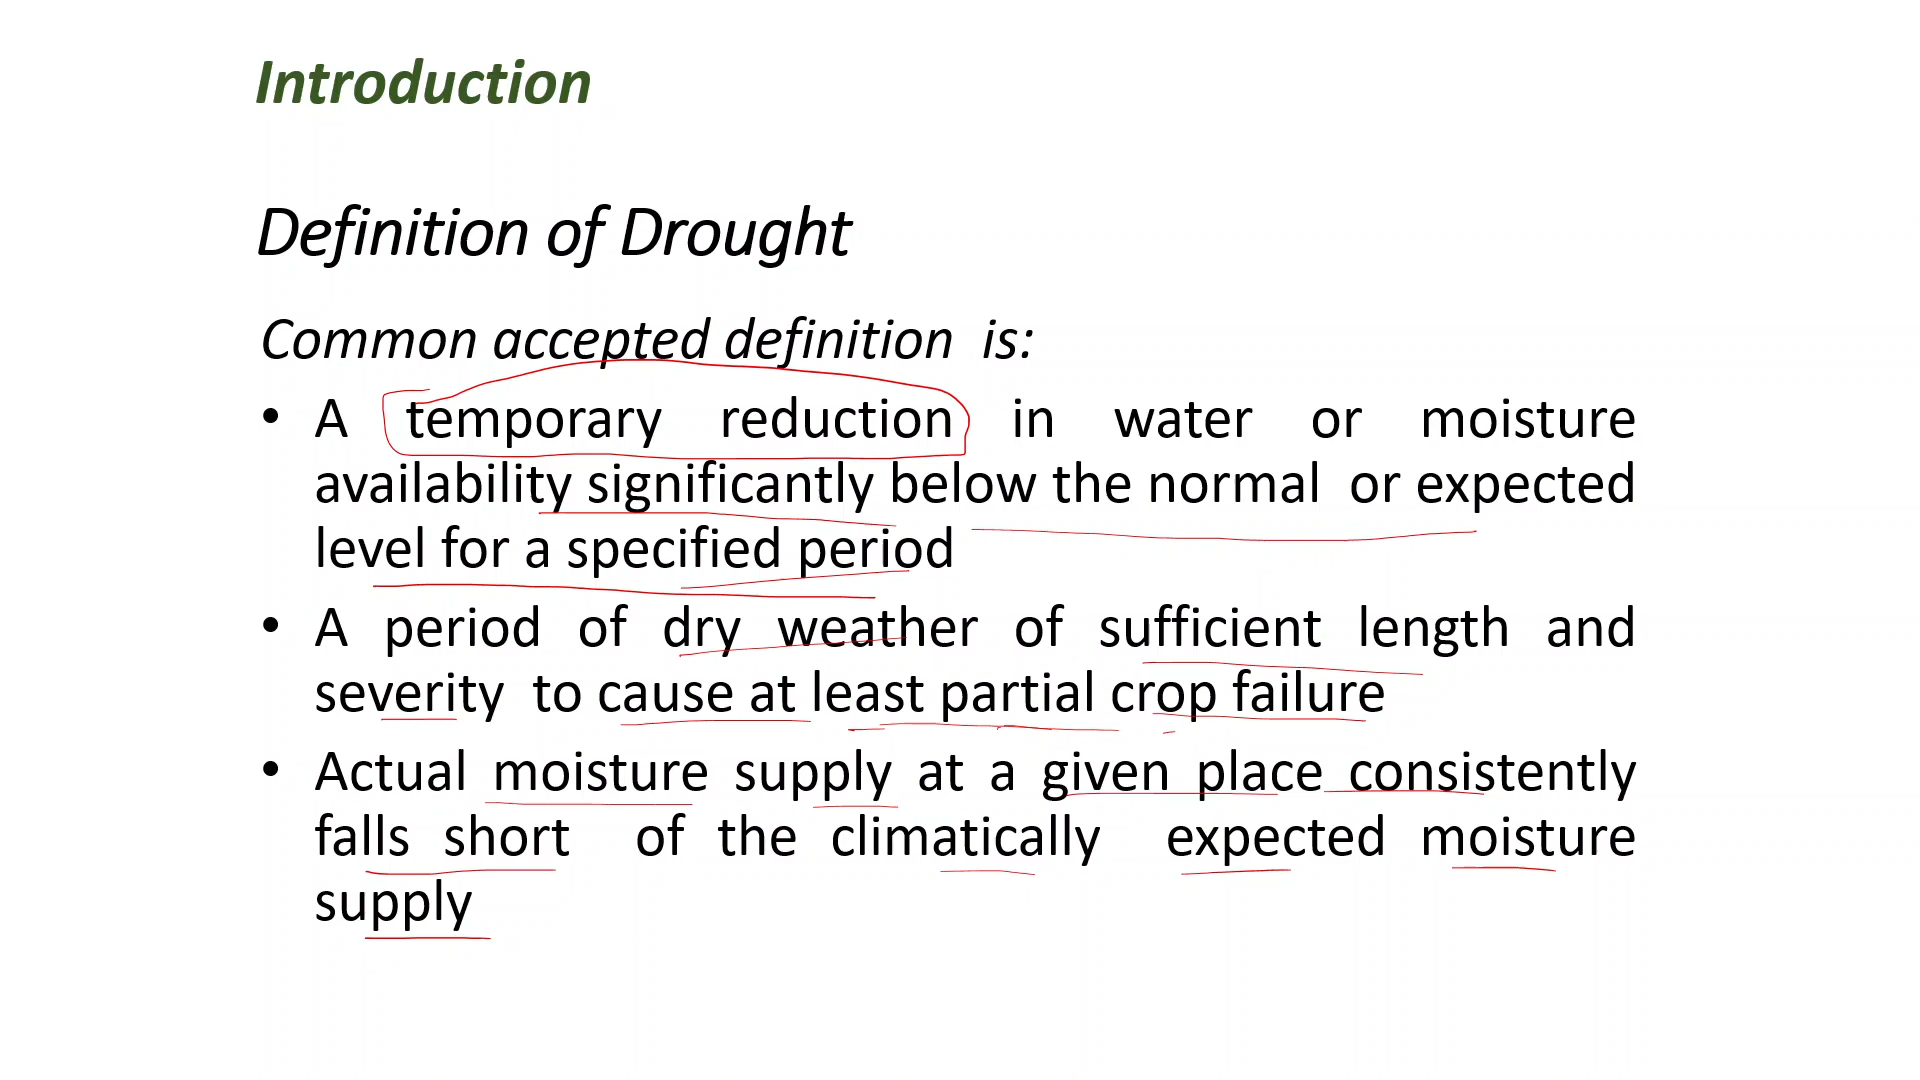 Introduction
Definition of Drought
Common accepted definition is:
• A temporary reduction in water or moisture
availability significantly below the normal or expected
level for a specified period
• A period of dry weather of sufficient length and
severity to cause at least partial crop failure
• Actual moisture supply at a given place consistently
falls short of the climatically expected moisture
supply